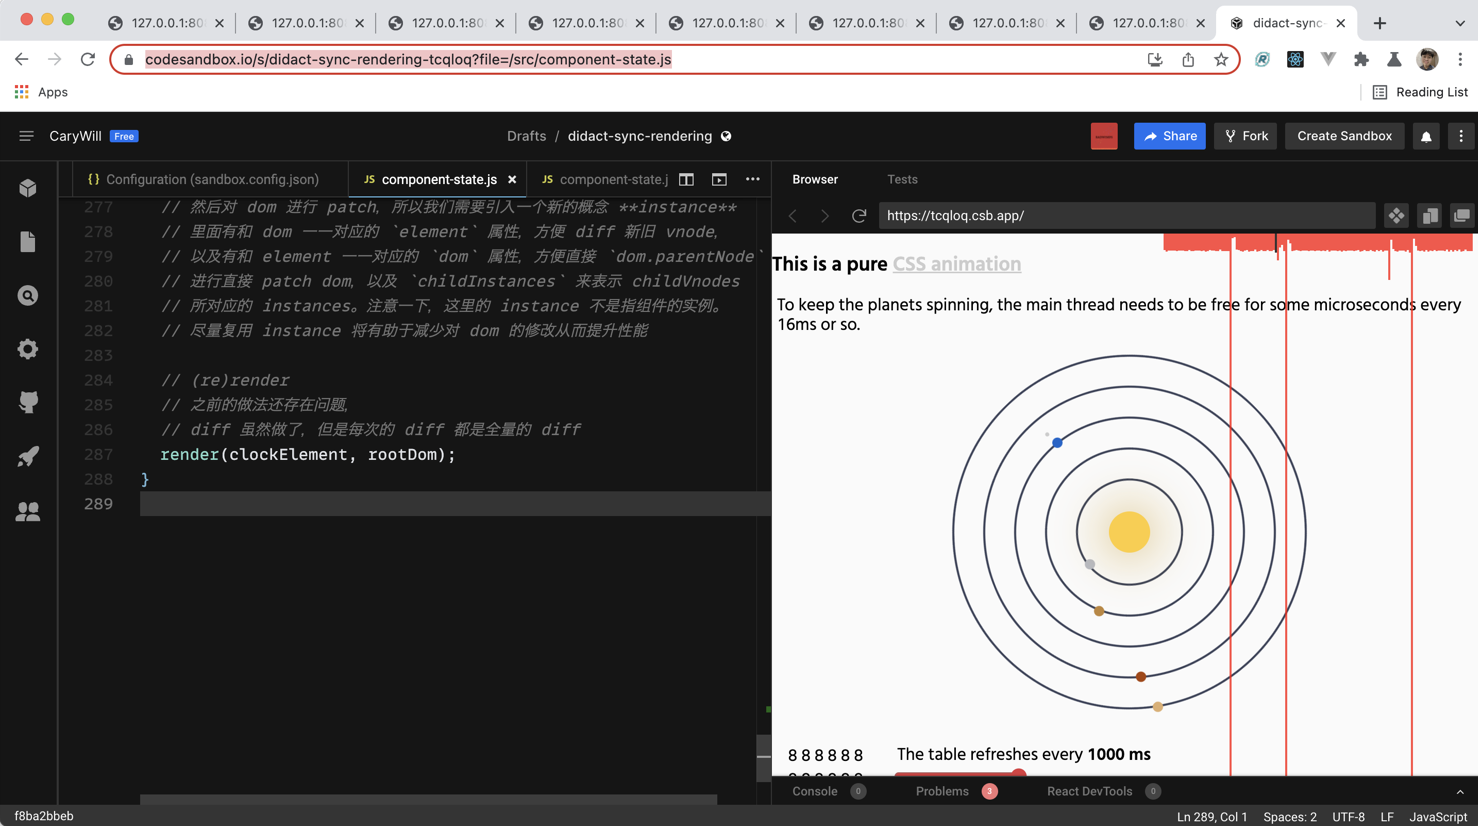 127.0.0.1:80
127.0.0.1:80
127.0.0.1:80
127.0.0.1:80
127.0.0.1:80
127.0.0.1:80
127.0.0.1:80
127.0.0.1:80
didact-sync-
codesandbox.io/s/didact-sync-rendering-tcqloq?file=/src/component-state.js
Apps
Reading List
CaryWill Free
Drafts / didact-sync-rendering
Share
Fork
Create Sandbox
{} Configuration (sandbox.config.json)
JS component-state.js
JS component-state.j
Browser
Tests
https://tcqloq.csb.app/
277 // 然后对 dom 进行 patch，所以我们需要引入一个新的概念 **instance**
278 // 里面有和 dom 一一对应的 `element` 属性，方便 diff 新旧 vnode，
279 // 以及有和 element 一一对应的 `dom` 属性，方便直接 `dom.parentNode`
280 // 进行直接 patch dom，以及 `childInstances` 来表示 childVnodes
281 // 所对应的 instances。注意一下，这里的 instance 不是指组件的实例。
282 // 尽量复用 instance 将有助于减少对 dom 的修改从而提升性能
283
284 // (re)render
285 // 之前的做法还存在问题，
286 // diff 虽然做了，但是每次的 diff 都是全量的 diff
287 render(clockElement, rootDom);
288 }
289
This is a pure CSS animation
To keep the planets spinning, the main thread needs to be free for some microseconds every
16ms or so.
8 8 8 8 8 8
The table refreshes every 1000 ms
Console 0
Problems 3
React DevTools 0
f8ba2bbeb
Ln 289, Col 1
Spaces: 2
UTF-8
LF
JavaScript